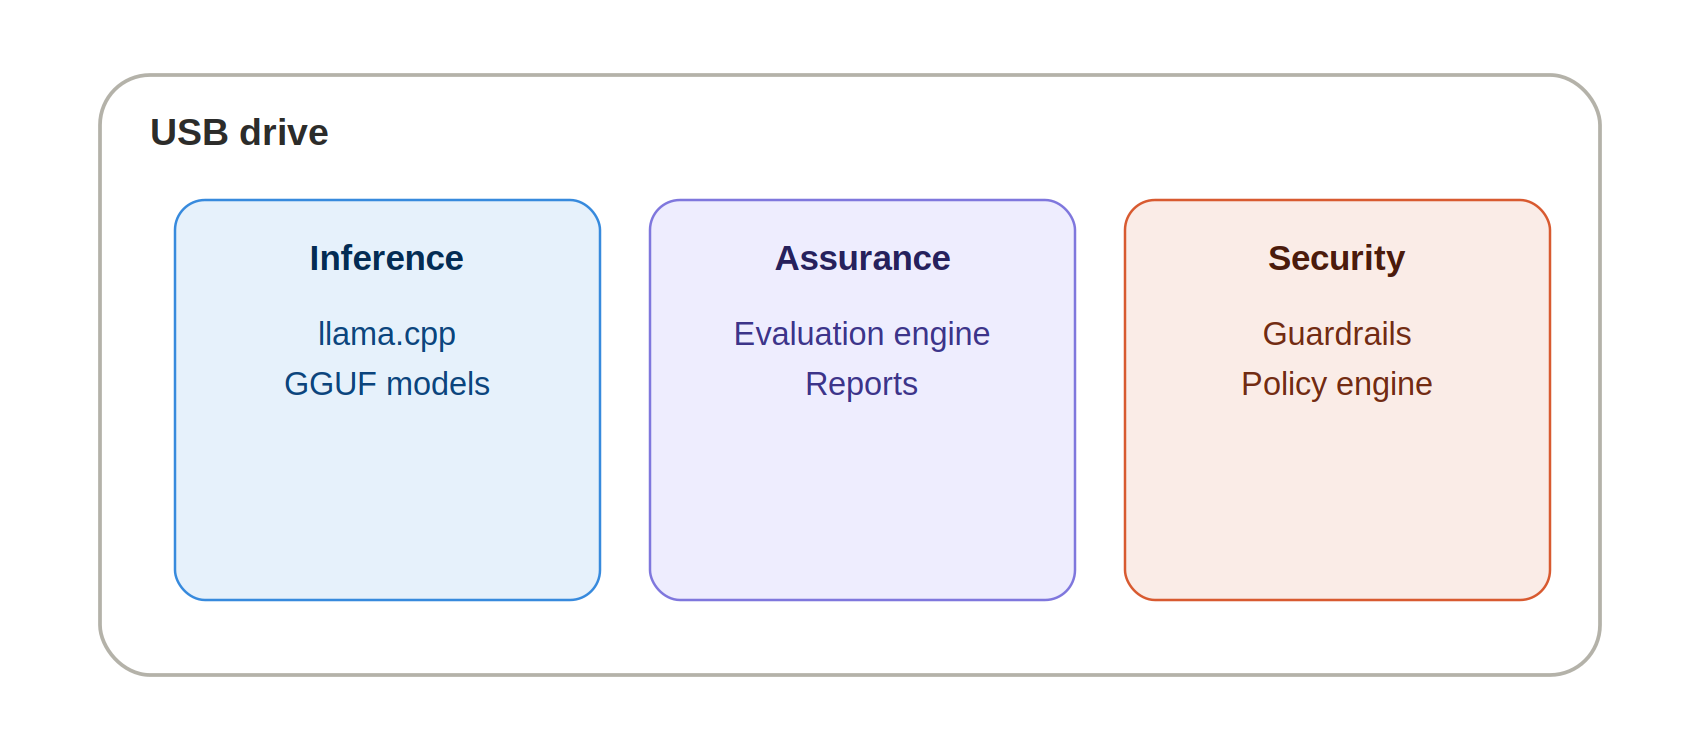 USB drive
Inference
llama.cpp
GGUF models
Assurance
Evaluation engine
Reports
Security
Guardrails
Policy engine